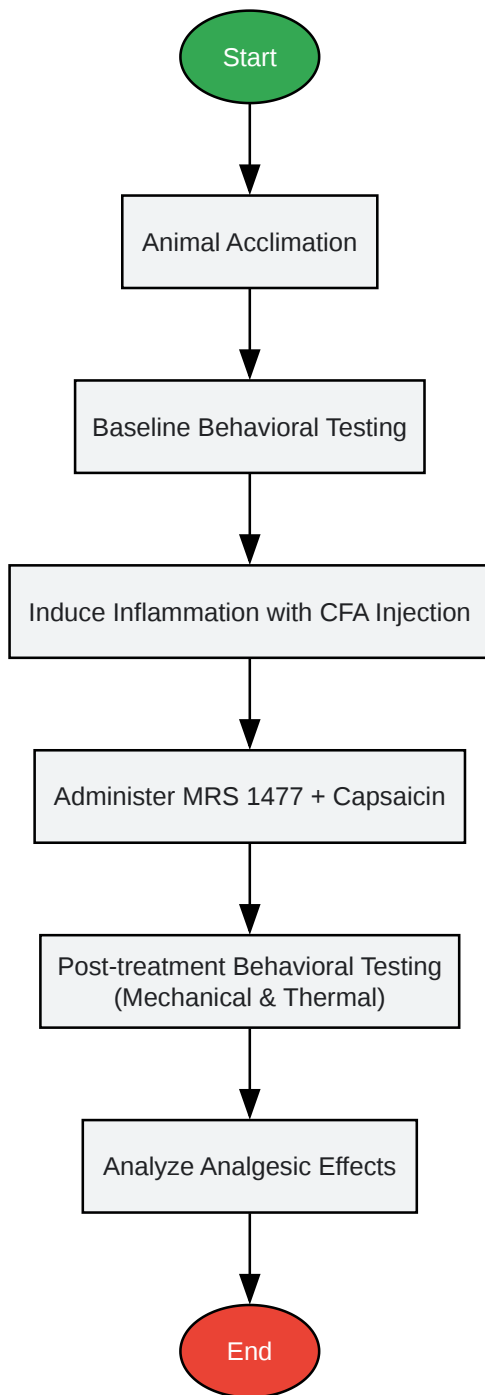 Start
Animal Acclimation
Baseline Behavioral Testing
Induce Inflammation with CFA Injection
Administer MRS 1477 + Capsaicin
Post-treatment Behavioral Testing
(Mechanical & Thermal)
Analyze Analgesic Effects
End